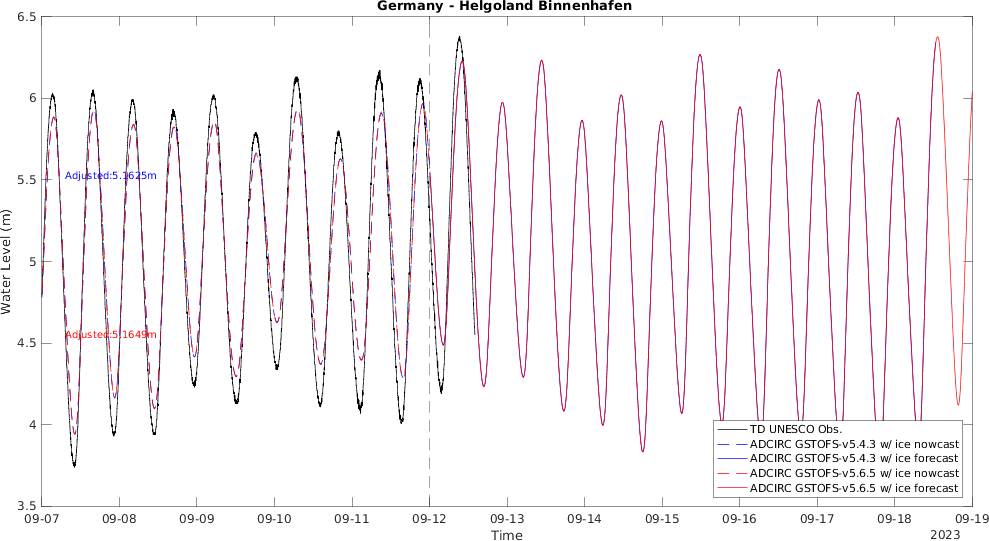 Germany - Helgoland Binnenhafen
Water Level (m)
6.5
6
5.5
5
4.5
4
3.5
Adjusted:5.1625m
Adjusted:5.1649m
TD UNESCO Obs.
ADCIRC GSTOFS-v5.4.3 w/ ice nowcast
ADCIRC GSTOFS-v5.4.3 w/ ice forecast
ADCIRC GSTOFS-v5.6.5 w/ ice nowcast
ADCIRC GSTOFS-v5.6.5 w/ ice forecast
09-07 09-08 09-09 09-10 09-11 09-12 09-13 09-14 09-15 09-16 09-17 09-18 09-19
Time
2023